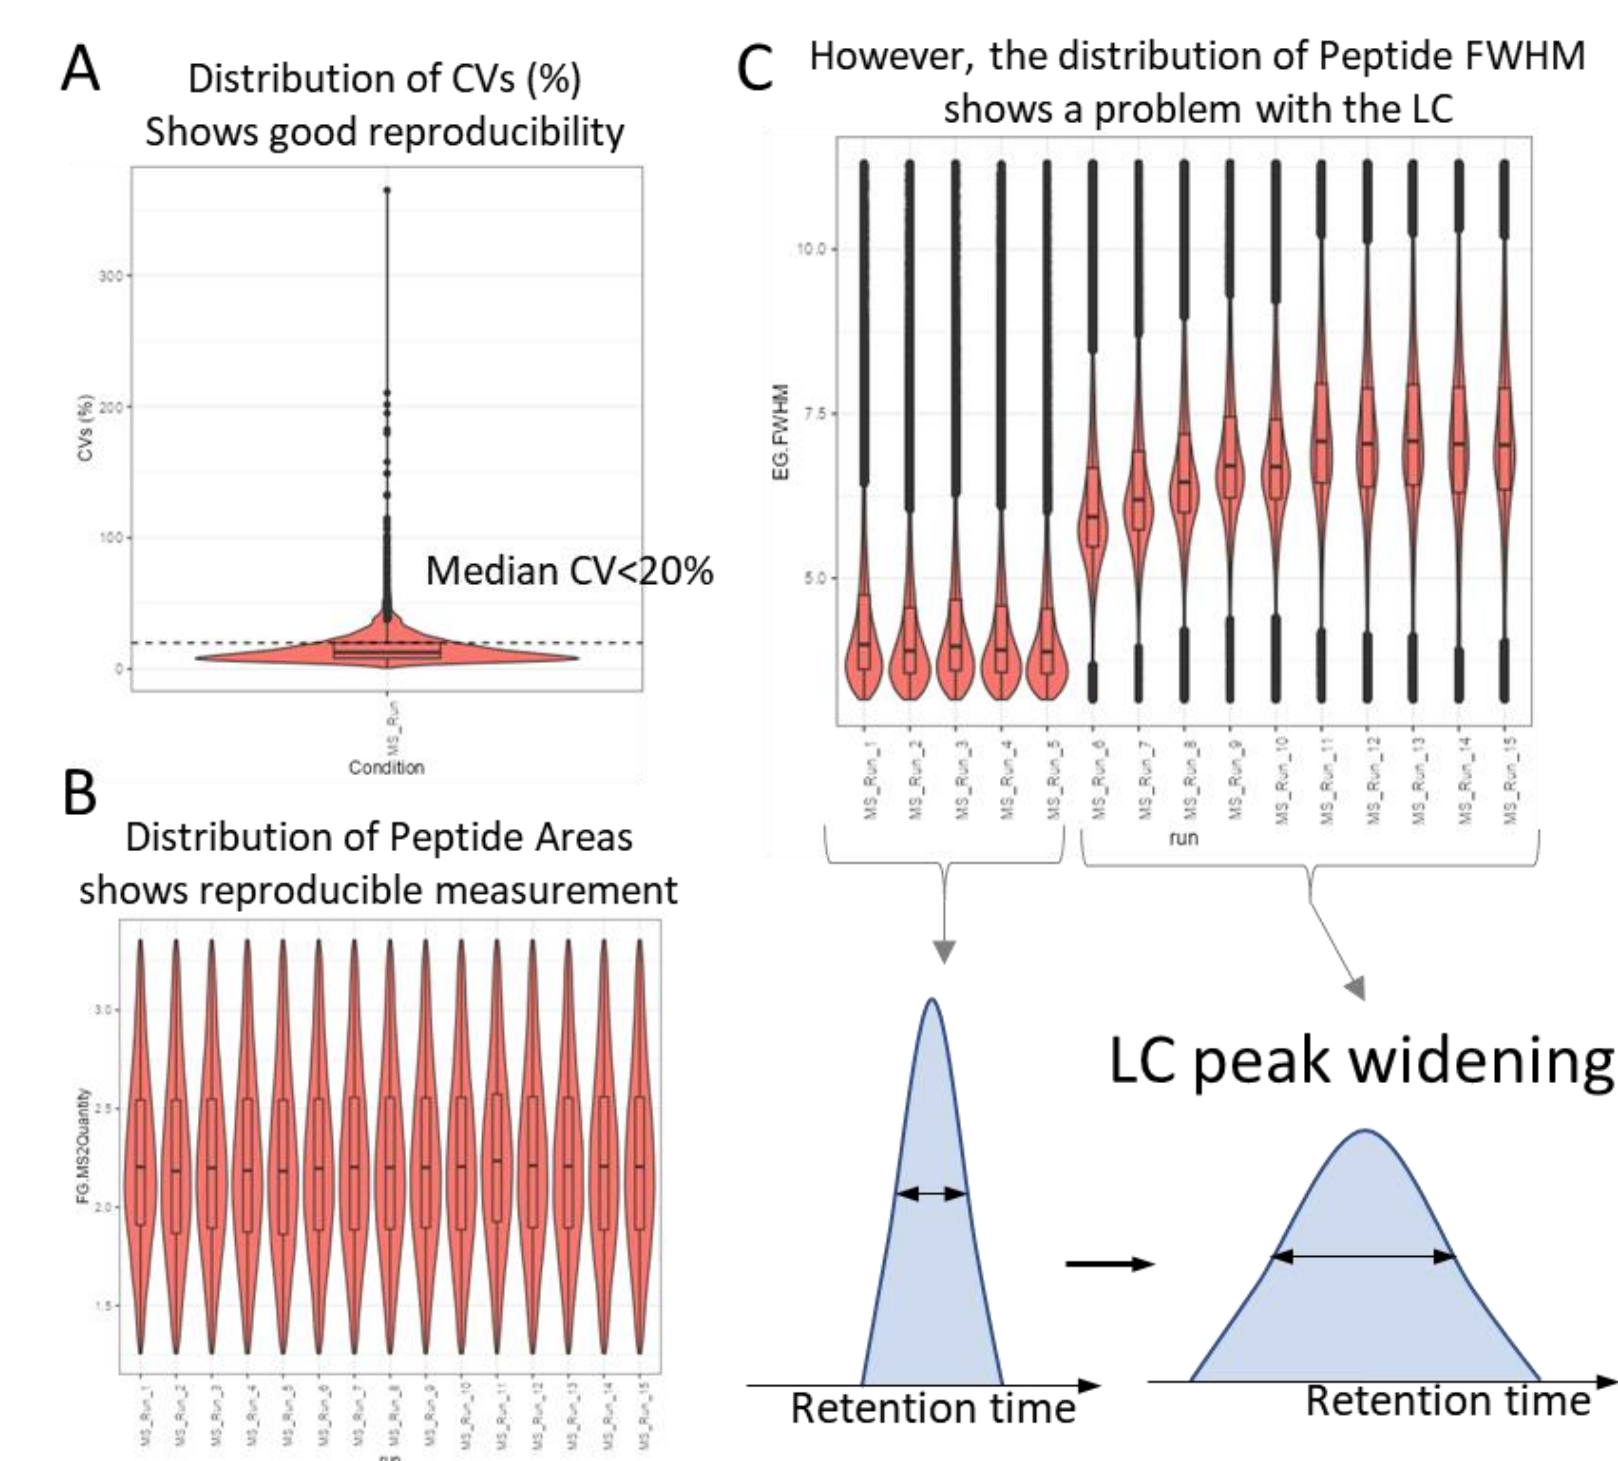 A
Distribution of CVs (%)
Shows good reproducibility
CVs (%)
300
200
100
0
Median CV<20%
MS_Run
Condition
B
Distribution of Peptide Areas
shows reproducible measurement
FG.MS2Quantity
3.0
2.5
2.0
1.5
MS_Run_1
MS_Run_2
MS_Run_3
MS_Run_4
MS_Run_5
MS_Run_6
MS_Run_7
MS_Run_8
MS_Run_9
MS_Run_10
MS_Run_11
MS_Run_12
MS_Run_13
MS_Run_14
MS_Run_15
C
However, the distribution of Peptide FWHM
shows a problem with the LC
EG.FWHM
10.0
7.5
5.0
MS_Run_1
MS_Run_2
MS_Run_3
MS_Run_4
MS_Run_5
MS_Run_6
MS_Run_7
MS_Run_8
MS_Run_9
MS_Run_10
MS_Run_11
MS_Run_12
MS_Run_13
MS_Run_14
MS_Run_15
run
LC peak widening
Retention time
Retention time